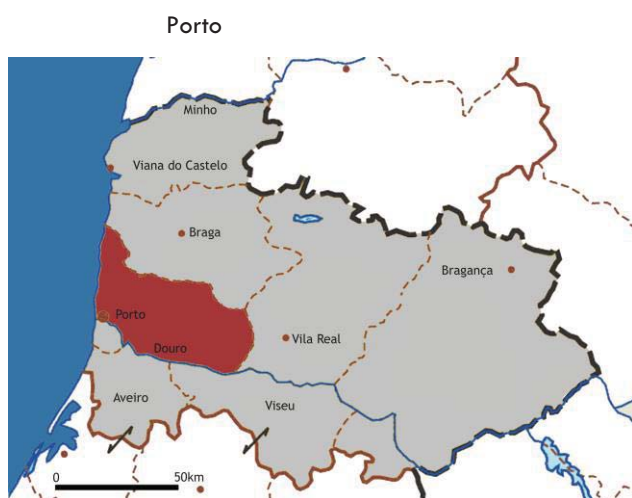 Porto
Minho
Viana do Castelo
Braga
Bragança
Porto
Vila Real
Douro
Aveiro
Viseu
0 50km